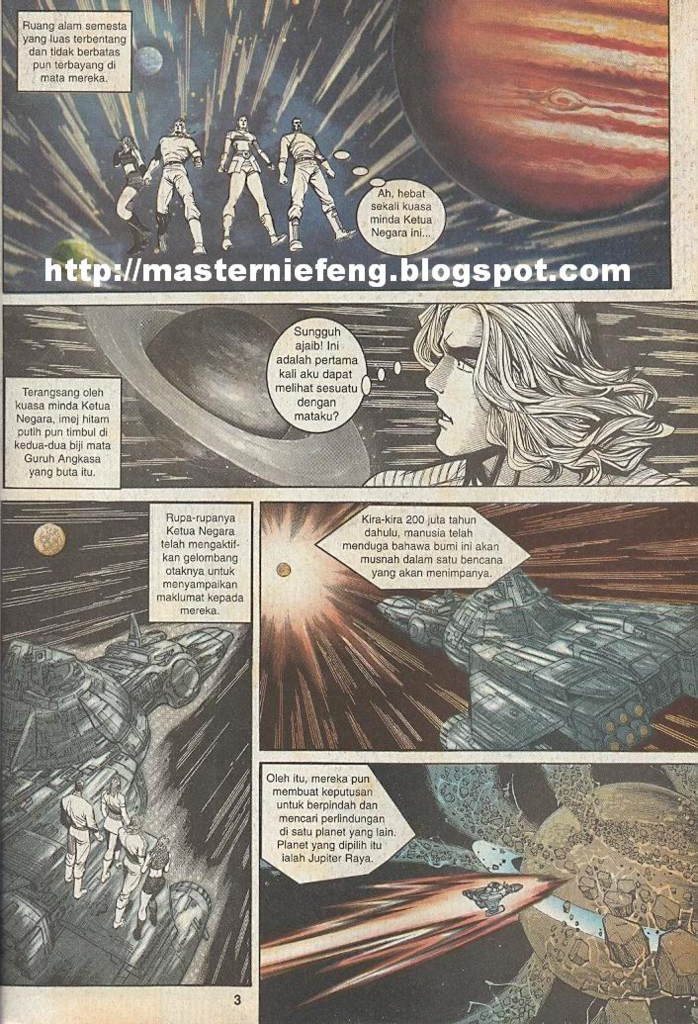 Ruang alam semesta
yang luas terbentang
dan tidak berbatas
pun terbayang di
mata mereka.
Ah, hebat
sekali kuasa
minda Ketua
Negara ini...
http://masterniefeng.blogspot.com
Sungguh
ajaib! Ini
adalah pertama
kali aku dapat
melihat sesuatu
dengan
mataku?
Terangsang oleh
kuasa minda Ketua
Negara, imej hitam
putih pun timbul di
kedua-dua biji mata
Guruh Angkasa
yang buta itu.
Rupa-rupanya
Ketua Negara
telah mengaktif-
kan gelombang
otaknya untuk
menyampaikan
maklumat kepada
mereka.
Kira-kira 200 juta tahun
dahulu, manusia telah
menduga bahawa bumi ini akan
musnah dalam satu bencana
yang akan menimpanya.
Oleh itu, mereka pun
membuat keputusan
untuk berpindah dan
mencari perlindungan
di satu planet yang lain.
Planet yang dipilih itu
ialah Jupiter Raya.
3